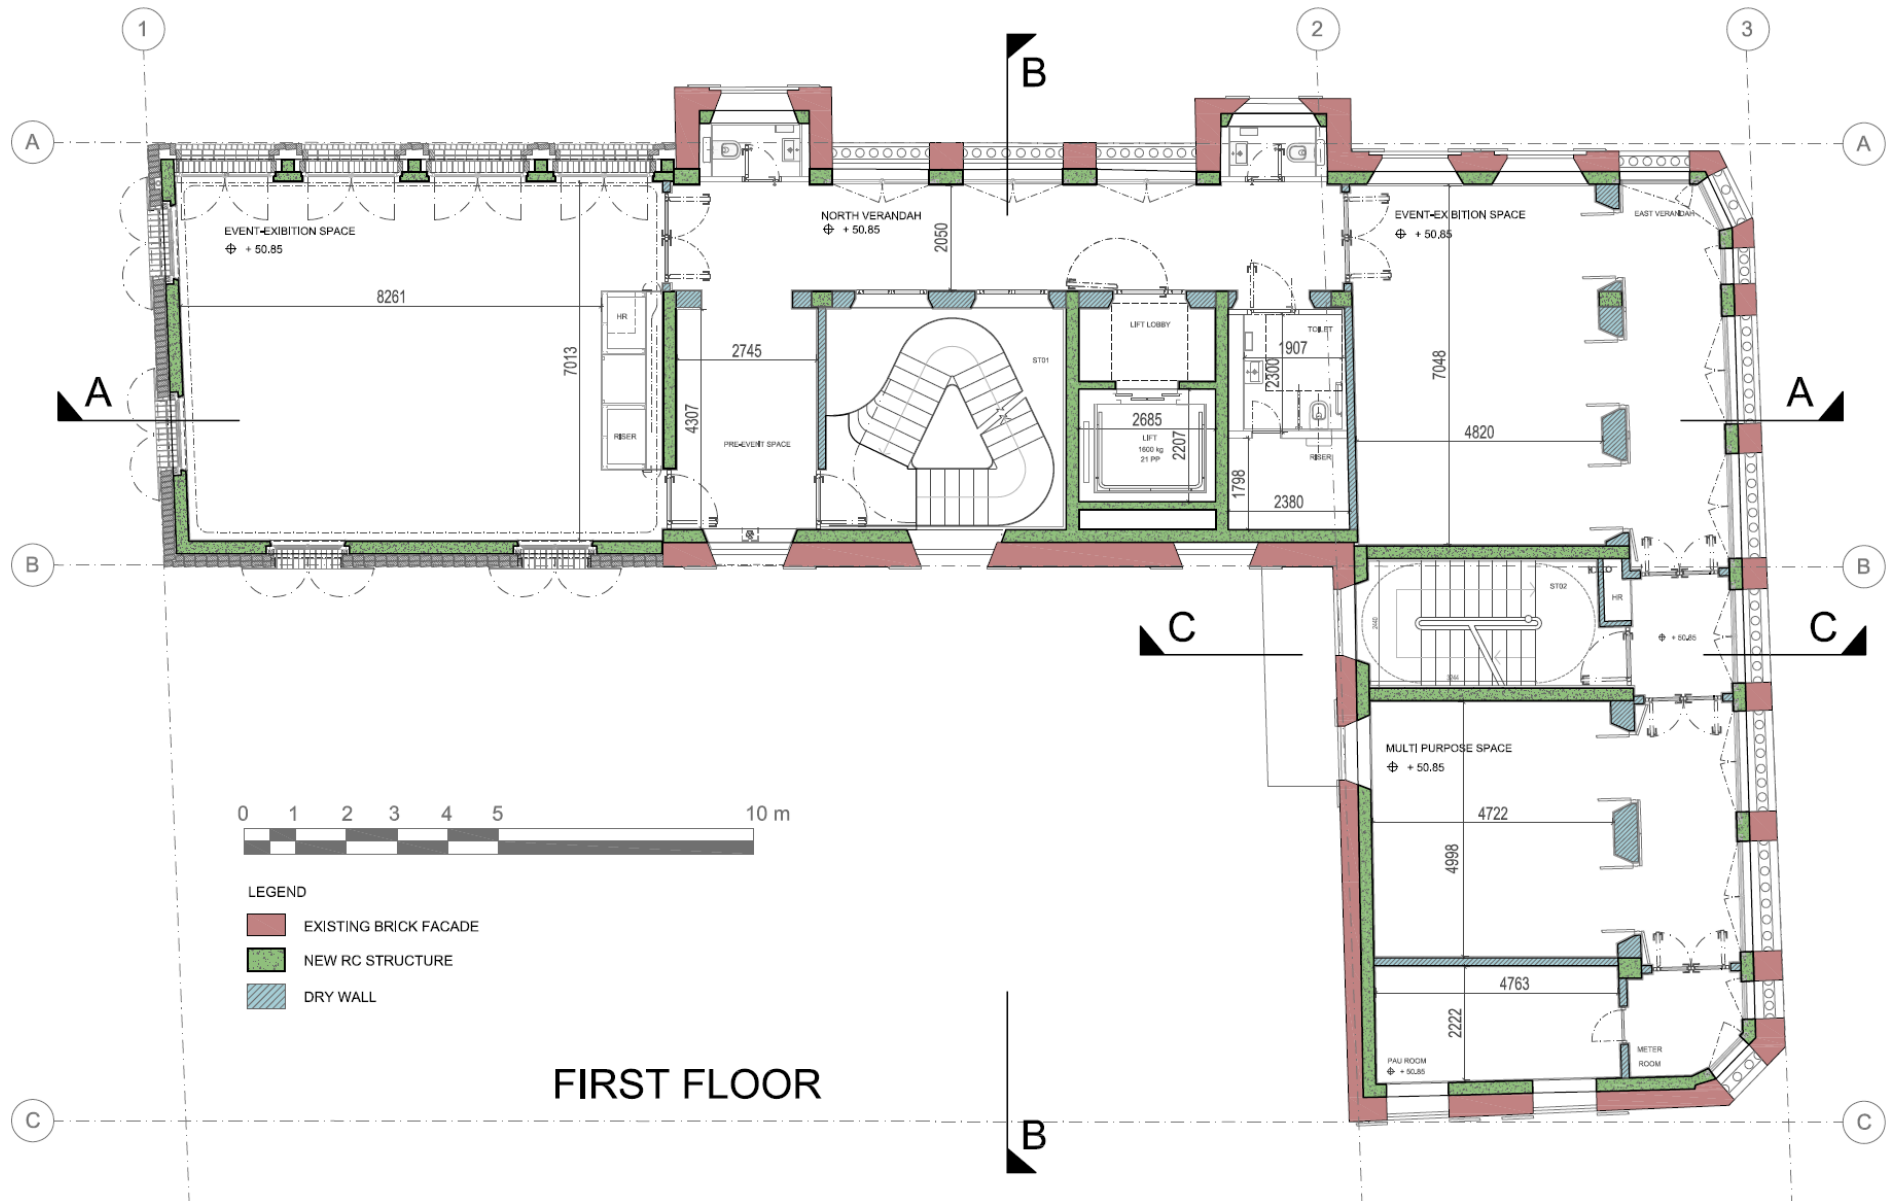 1
2
3
B
A
A
EVENT-EXIBITION SPACE
+ 50.85
NORTH VERANDAH
+ 50.85
EVENT-EXIBITION SPACE
+ 50.85
EAST VERANDAH
2050
8261
HR
LIFT LOBBY
TOILET
2745
7013
ST01
1907
2300
7048
A
A
4307
PRE-EVENT SPACE
RISER
2685
LIFT
1600 kg
21 PP
2207
4820
RISER
1798
2380
B
B
ST02
HR
2440
C
C
+ 50.85
3244
MULTI PURPOSE SPACE
+ 50.85
0 1 2 3 4 5 10 m
4722
4998
LEGEND
EXISTING BRICK FACADE
NEW RC STRUCTURE
DRY WALL
4763
2222
PAU ROOM
+ 50.85
METER
ROOM
FIRST FLOOR
C
C
B